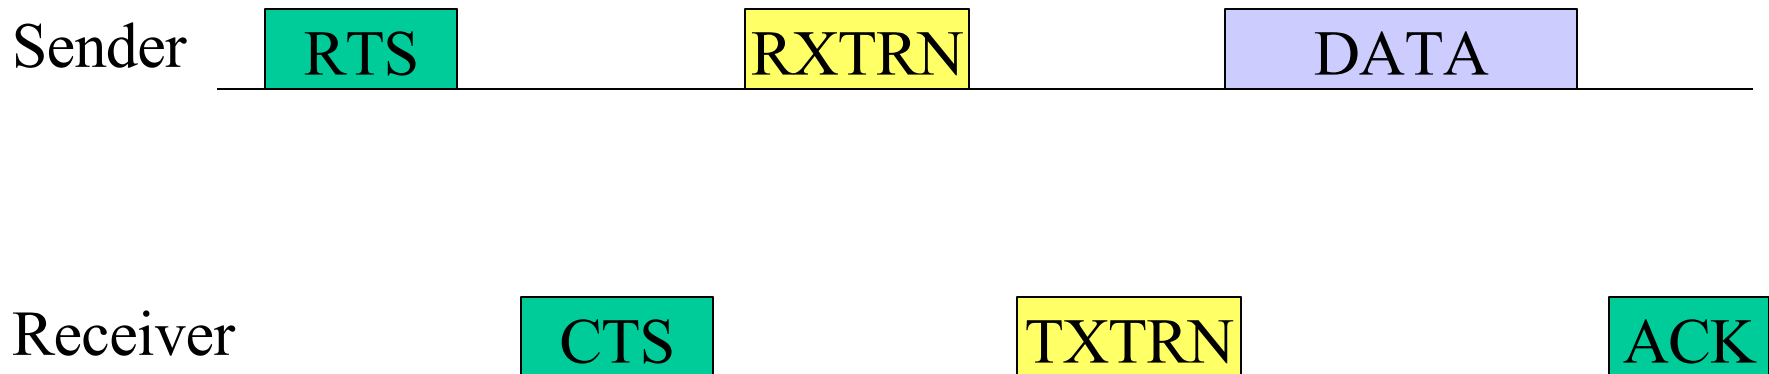 Sender RTS RXTRN DATA
Receiver CTS TXTRN ACK